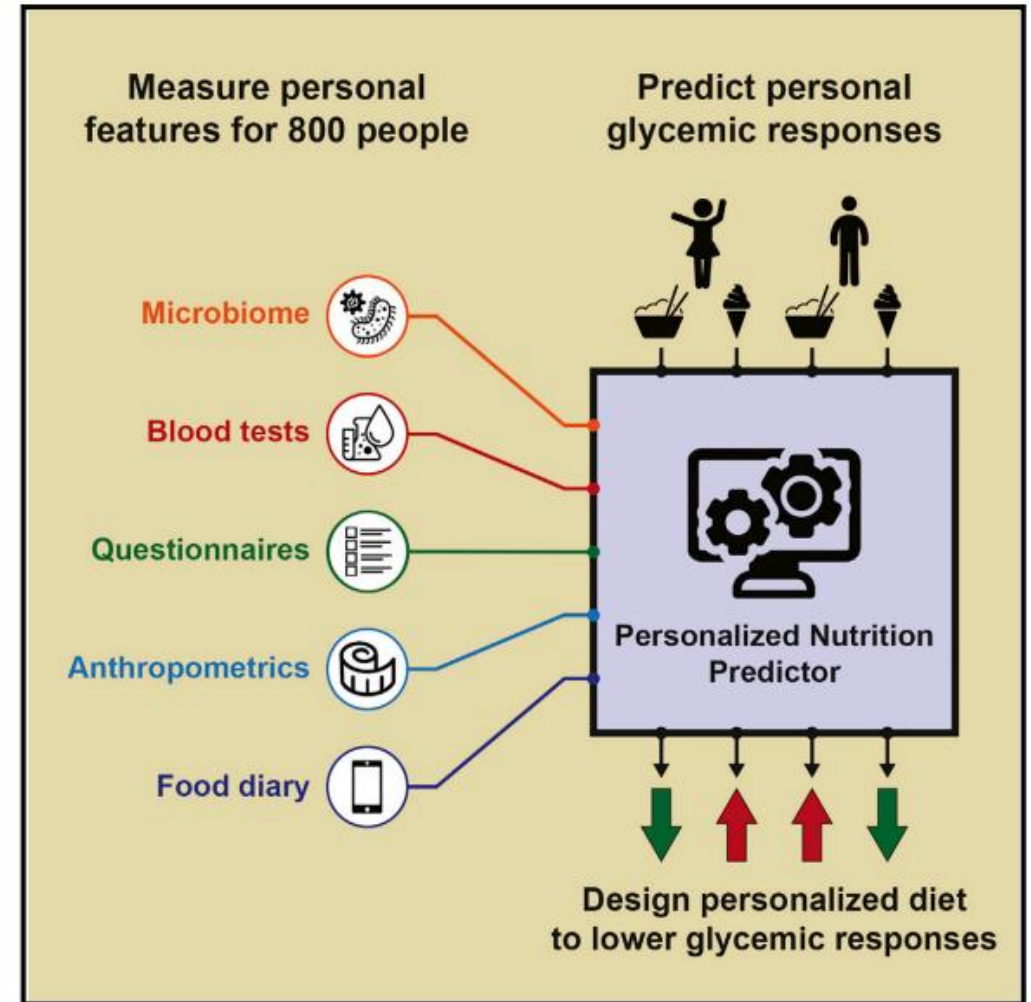 Measure personal
features for 800 people
Predict personal
glycemic responses
Microbiome
Blood tests
Questionnaires
Anthropometrics
Food diary
Personalized Nutrition
Predictor
Design personalized diet
to lower glycemic responses